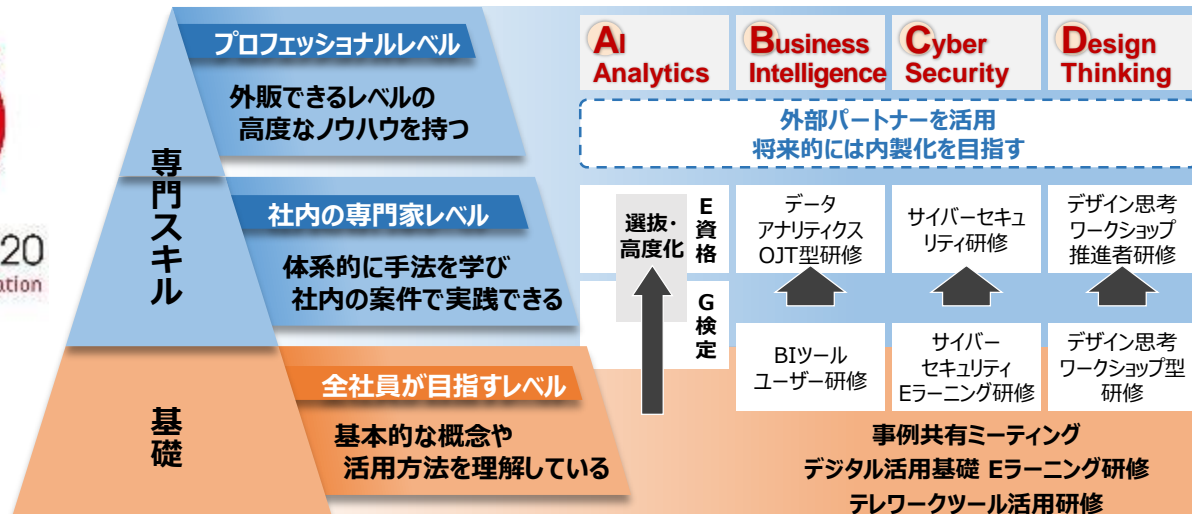 プロフェッショナルレベル
外販できるレベルの
高度なノウハウを持つ
専門スキル
社内の専門家レベル
体系的に手法を学び
社内の案件で実践できる
基礎
全社員が目指すレベル
基本的な概念や
活用方法を理解している
20
ation
AI
Analytics
Business
Intelligence
Cyber
Security
Design
Thinking
外部パートナーを活用
将来的には内製化を目指す
選抜・
高度化
E資格
G検定
データ
アナリティクス
OJT型研修
サイバーセキュ
リティ研修
デザイン思考
ワークショップ
推進者研修
BIツール
ユーザー研修
サイバー
セキュリティ
Eラーニング研修
デザイン思考
ワークショップ型
研修
事例共有ミーティング
デジタル活用基礎 Eラーニング研修
テレワークツール活用研修